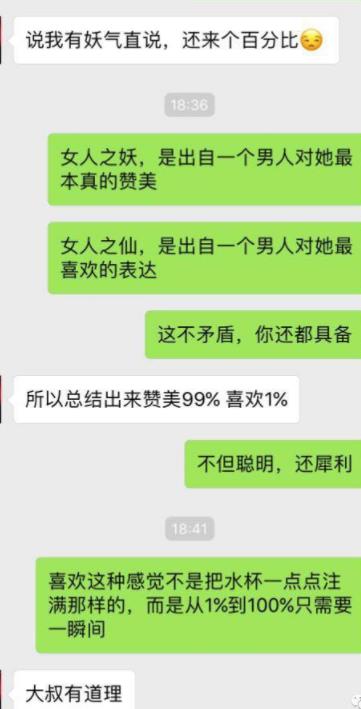 说我有妖气直说，还来个百分比😒
18:36
女人之妖，是出自一个男人对她最
本真的赞美
女人之仙，是出自一个男人对她最
喜欢的表达
这不矛盾，你还都具备
所以总结出来赞美99% 喜欢1%
不但聪明，还犀利
18:41
喜欢这种感觉不是把水杯一点点注
满那样的，而是从1%到100%只需要
一瞬间
大叔有道理